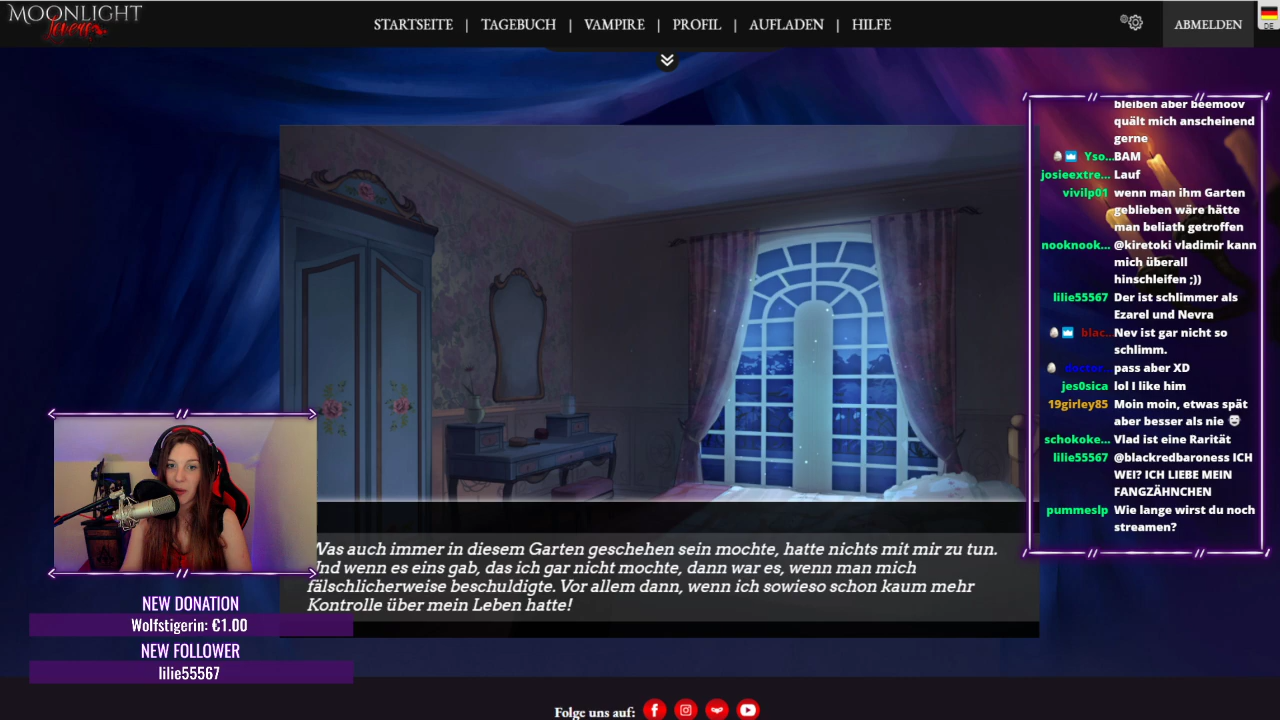 MOONLIGHT
Lovers
STARTSEITE | TAGEBUCH | VAMPIRE | PROFIL | AUFLADEN | HILFE
ABMELDEN
DE
bleiben aber beemoov
quält mich anscheinend
gerne
Yso... BAM
josieextre... Lauf
vivilp01 wenn man ihm Garten
geblieben wäre hätte
man beliath getroffen
nooknook... @kiretoki vladimir kann
mich überall
hinschleifen ;))
lilie55567 Der ist schlimmer als
Ezarel und Nevra
blac... Nev ist gar nicht so
schlimm.
doctor... pass aber XD
jes0sica lol I like him
19girley85 Moin moin, etwas spät
aber besser als nie
schokoke... Vlad ist eine Rarität
lilie55567 @blackredbaroness ICH
WEI? ICH LIEBE MEIN
FANGZÄHNCHEN
pummeslp Wie lange wirst du noch
streamen?
Was auch immer in diesem Garten geschehen sein mochte, hatte nichts mit mir zu tun.
Und wenn es eins gab, das ich gar nicht mochte, dann war es, wenn man mich
fälschlicherweise beschuldigte. Vor allem dann, wenn ich sowieso schon kaum mehr
Kontrolle über mein Leben hatte!
NEW DONATION
Wolfstigerin: €1.00
NEW FOLLOWER
lilie55567
Folge uns auf: